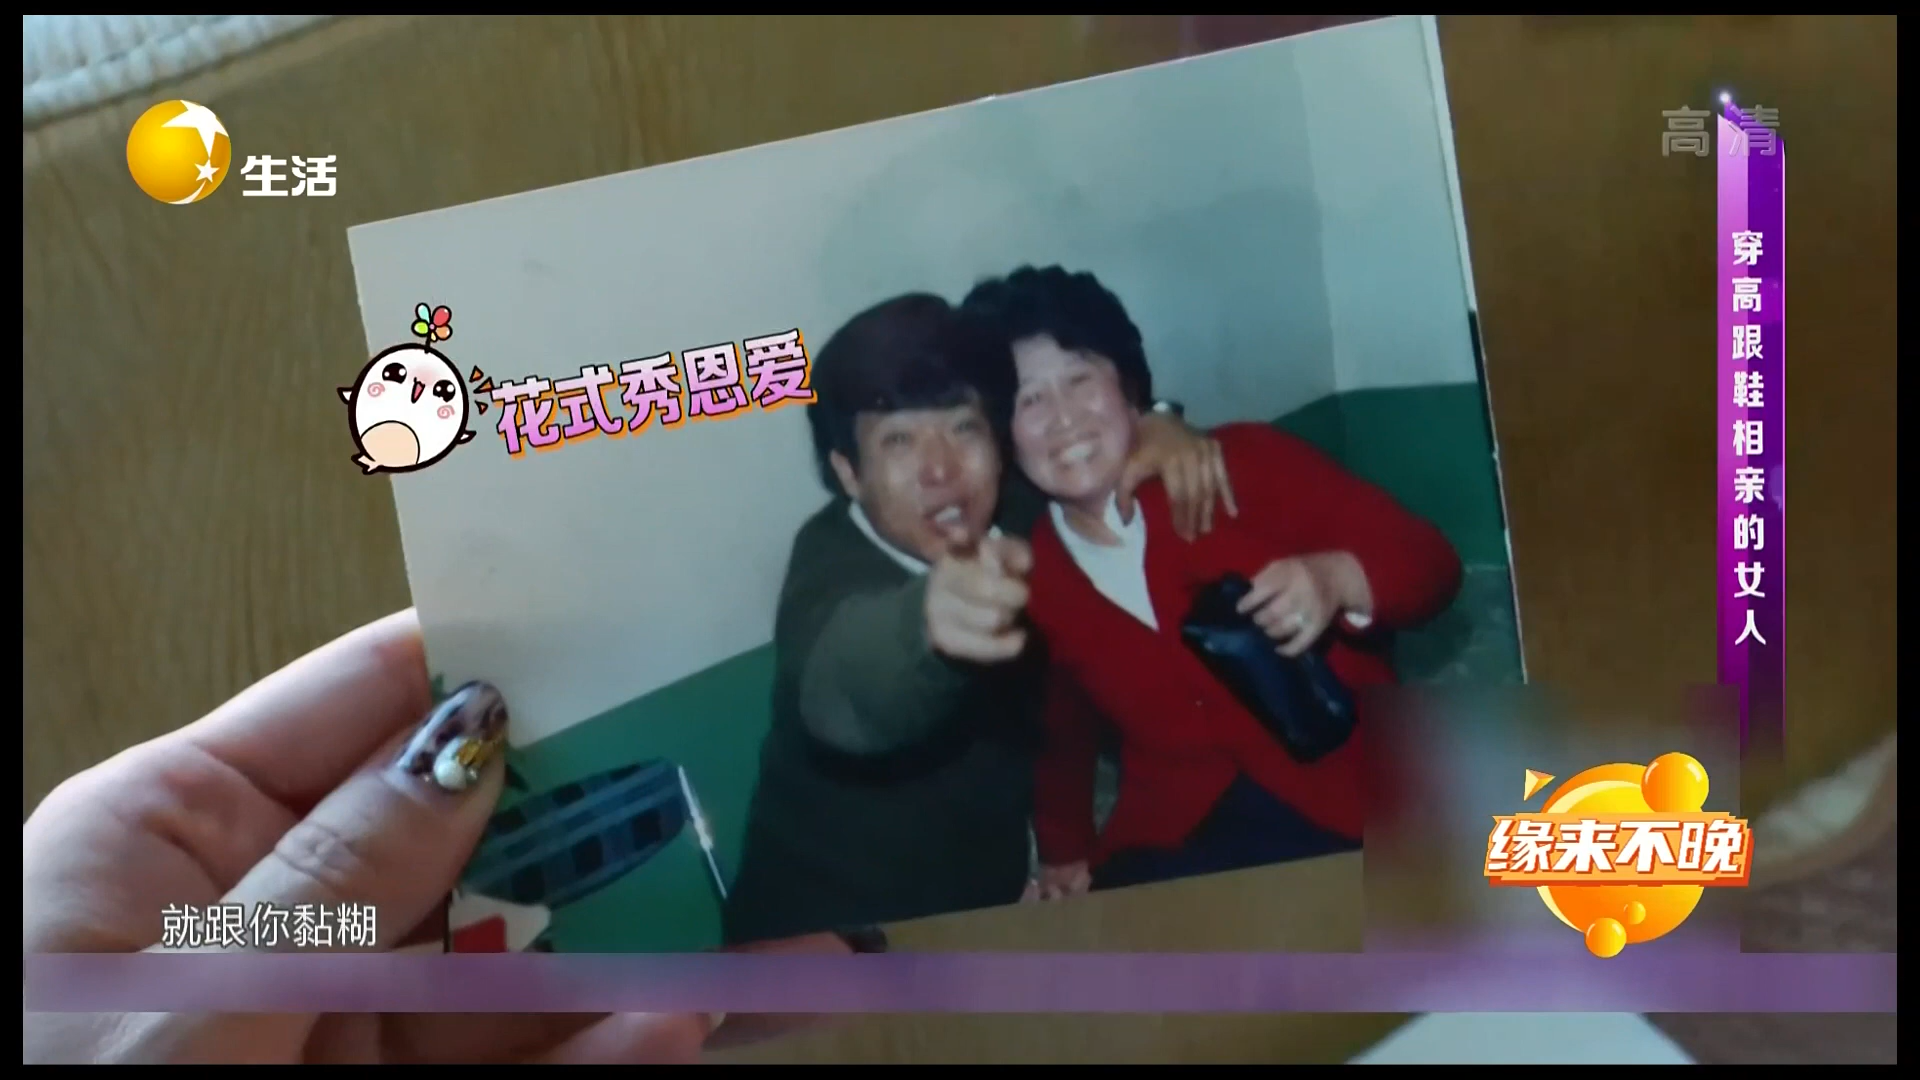 生活
高清
穿高跟鞋相亲的女人
花式秀恩爱
缘来不晚
就跟你黏糊